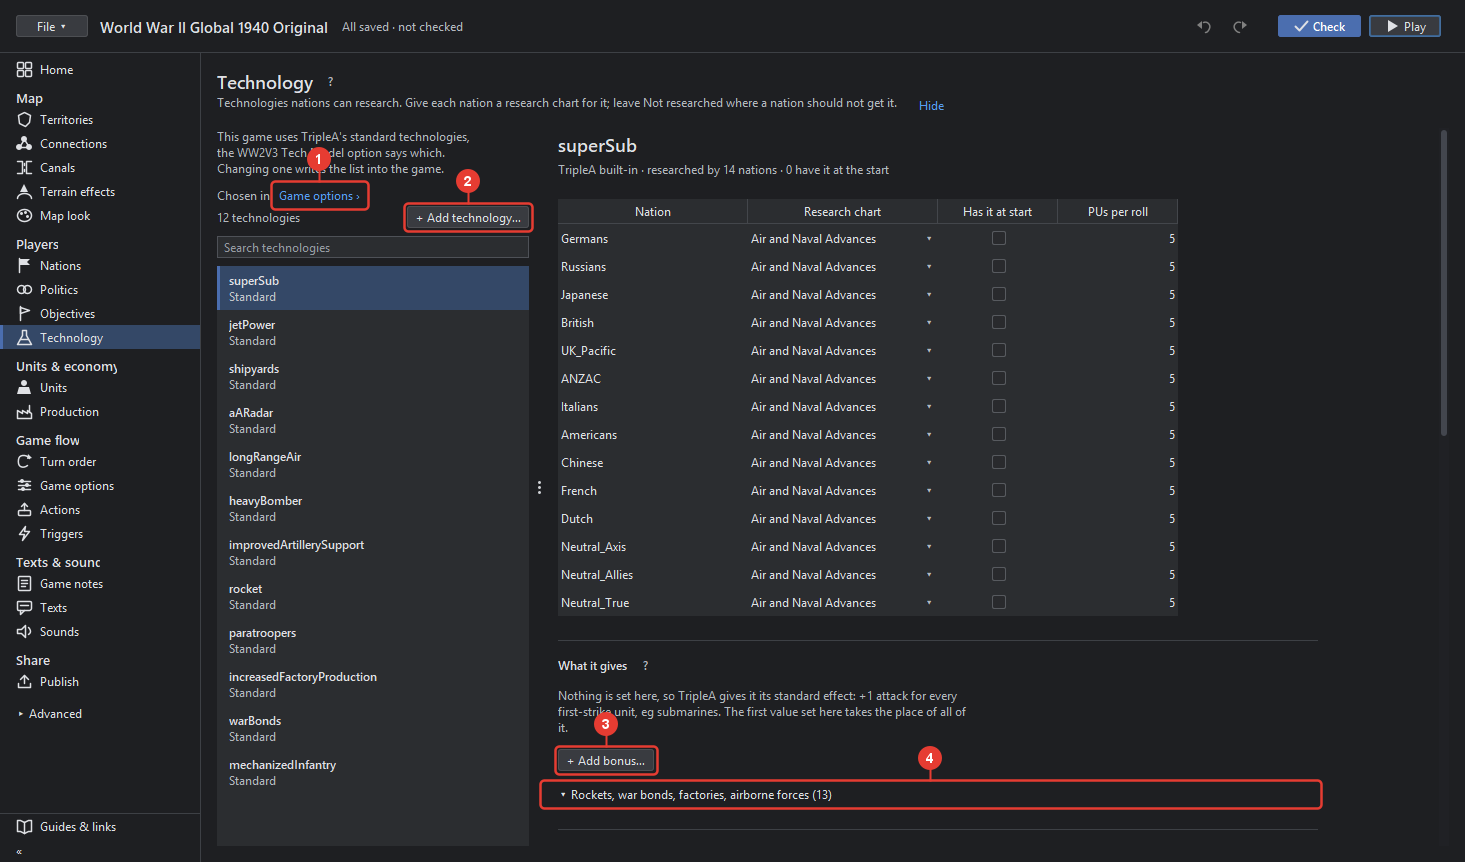 File ▾
World War II Global 1940 Original
All saved · not checked
Check
Play
Home
Map
Territories
Connections
Canals
Terrain effects
Map look
Players
Nations
Politics
Objectives
Technology
Units & economy
Units
Production
Game flow
Turn order
Game options
Actions
Triggers
Texts & sound
Game notes
Texts
Sounds
Share
Publish
▸ Advanced
Guides & links
«
Technology ?
Technologies nations can research. Give each nation a research chart for it; leave Not researched where a nation should not get it.
Hide
This game uses TripleA's standard technologies,
the WW2V3 Tech Model option says which.
Changing one writes the list into the game.
1
Chosen in Game options ›
2
12 technologies
+ Add technology...
Search technologies
superSub
Standard
jetPower
Standard
shipyards
Standard
aARadar
Standard
longRangeAir
Standard
heavyBomber
Standard
improvedArtillerySupport
Standard
rocket
Standard
paratroopers
Standard
increasedFactoryProduction
Standard
warBonds
Standard
mechanizedInfantry
Standard
superSub
TripleA built-in · researched by 14 nations · 0 have it at the start
Nation Research chart Has it at start PUs per roll
Germans Air and Naval Advances 5
Russians Air and Naval Advances 5
Japanese Air and Naval Advances 5
British Air and Naval Advances 5
UK_Pacific Air and Naval Advances 5
ANZAC Air and Naval Advances 5
Italians Air and Naval Advances 5
Americans Air and Naval Advances 5
Chinese Air and Naval Advances 5
French Air and Naval Advances 5
Dutch Air and Naval Advances 5
Neutral_Axis Air and Naval Advances 5
Neutral_Allies Air and Naval Advances 5
Neutral_True Air and Naval Advances 5
What it gives ?
Nothing is set here, so TripleA gives it its standard effect: +1 attack for every
first-strike unit, eg submarines. The first value set here takes the place of all of
it.
3
+ Add bonus...
4
▾ Rockets, war bonds, factories, airborne forces (13)